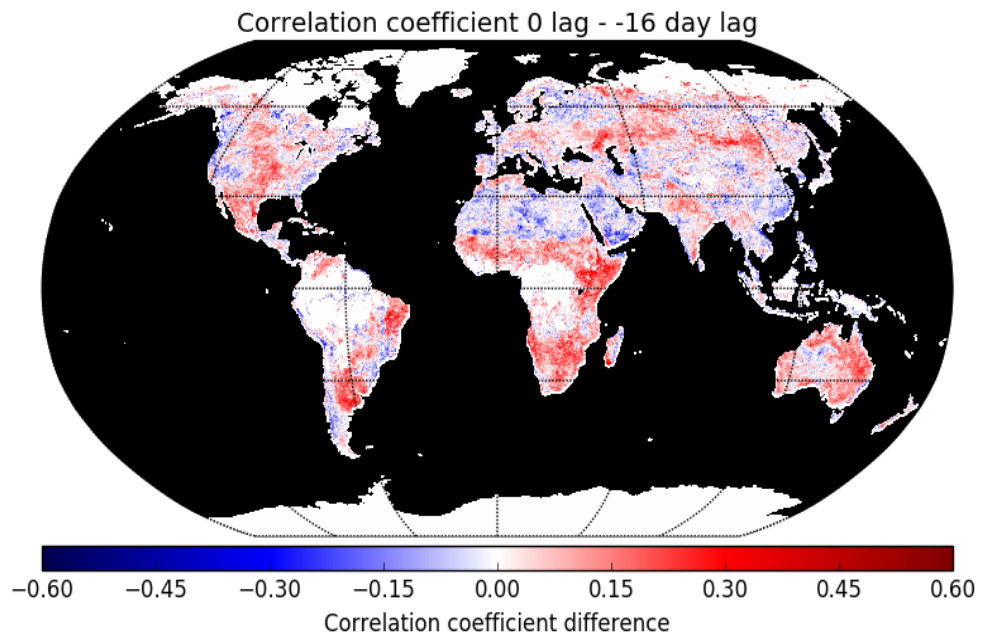 Correlation coefficient 0 lag - -16 day lag
−0.60 −0.45 −0.30 −0.15 0.00 0.15 0.30 0.45 0.60
Correlation coefficient difference